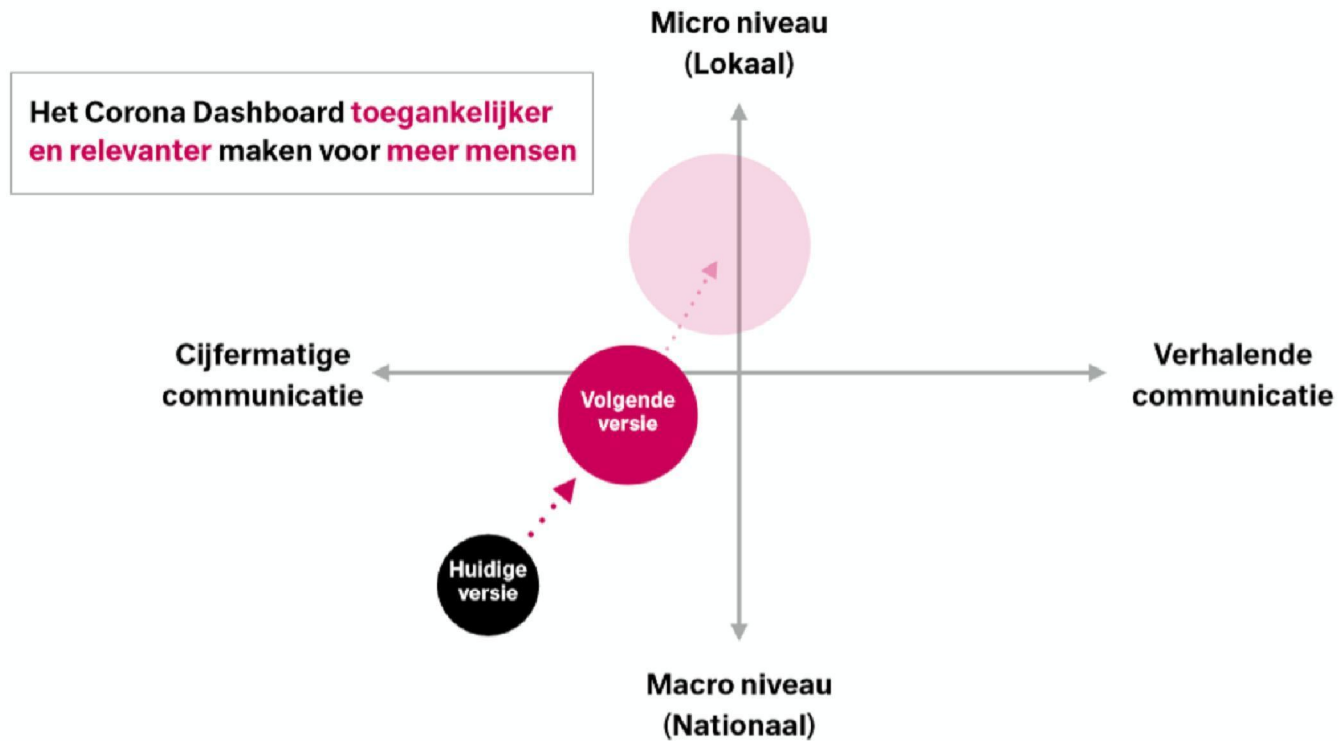 Micro niveau
(Lokaal)
Het Corona Dashboard toegankelijker
en relevanter maken voor meer mensen
Cijfermatige
communicatie
Verhalende
communicatie
Volgende
versie
Huidige
versie
Macro niveau
(Nationaal)